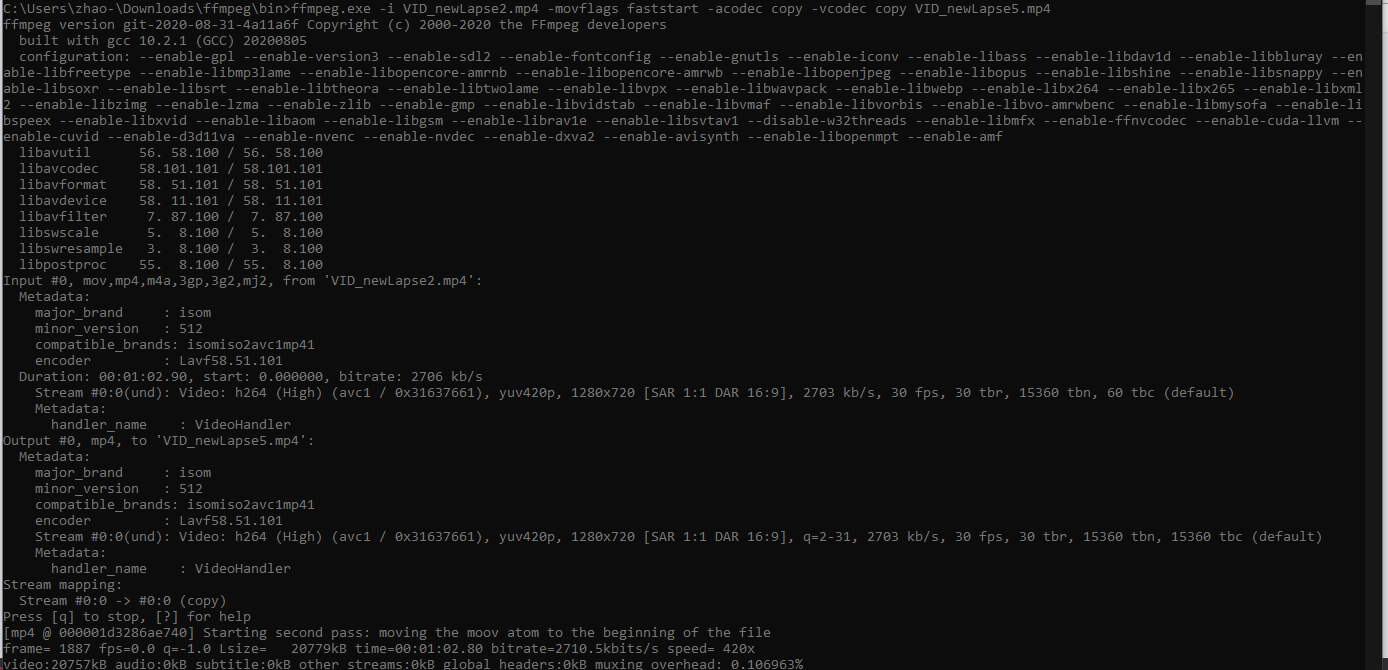 C:\Users\zhao-\Downloads\ffmpeg\bin>ffmpeg.exe -i VID_newLapse2.mp4 -movflags faststart -acodec copy -vcodec copy VID_newLapse5.mp4
ffmpeg version git-2020-08-31-4a11a6f Copyright (c) 2000-2020 the FFmpeg developers
  built with gcc 10.2.1 (GCC) 20200805
  configuration: --enable-gpl --enable-version3 --enable-sdl2 --enable-fontconfig --enable-gnutls --enable-iconv --enable-libass --enable-libdav1d --enable-libbluray --en
able-libfreetype --enable-libmp3lame --enable-libopencore-amrnb --enable-libopencore-amrwb --enable-libopenjpeg --enable-libopus --enable-libshine --enable-libsnappy --en
able-libsoxr --enable-libsrt --enable-libtheora --enable-libtwolame --enable-libvpx --enable-libwavpack --enable-libwebp --enable-libx264 --enable-libx265 --enable-libxml
2 --enable-libzimg --enable-lzma --enable-zlib --enable-gmp --enable-libvidstab --enable-libvmaf --enable-libvorbis --enable-libvo-amrwbenc --enable-libmysofa --enable-li
bspeex --enable-libxvid --enable-libaom --enable-libgsm --enable-librav1e --enable-libsvtav1 --disable-w32threads --enable-libmfx --enable-ffnvcodec --enable-cuda-llvm --
enable-cuvid --enable-d3d11va --enable-nvenc --enable-nvdec --enable-dxva2 --enable-avisynth --enable-libopenmpt --enable-amf
  libavutil      56. 58.100 / 56. 58.100
  libavcodec     58.101.101 / 58.101.101
  libavformat    58. 51.101 / 58. 51.101
  libavdevice    58. 11.101 / 58. 11.101
  libavfilter     7. 87.100 /  7. 87.100
  libswscale      5.  8.100 /  5.  8.100
  libswresample   3.  8.100 /  3.  8.100
  libpostproc    55.  8.100 / 55.  8.100
Input #0, mov,mp4,m4a,3gp,3g2,mj2, from 'VID_newLapse2.mp4':
  Metadata:
    major_brand     : isom
    minor_version   : 512
    compatible_brands: isomiso2avc1mp41
    encoder         : Lavf58.51.101
  Duration: 00:01:02.90, start: 0.000000, bitrate: 2706 kb/s
    Stream #0:0(und): Video: h264 (High) (avc1 / 0x31637661), yuv420p, 1280x720 [SAR 1:1 DAR 16:9], 2703 kb/s, 30 fps, 30 tbr, 15360 tbn, 60 tbc (default)
    Metadata:
      handler_name    : VideoHandler
Output #0, mp4, to 'VID_newLapse5.mp4':
  Metadata:
    major_brand     : isom
    minor_version   : 512
    compatible_brands: isomiso2avc1mp41
    encoder         : Lavf58.51.101
    Stream #0:0(und): Video: h264 (High) (avc1 / 0x31637661), yuv420p, 1280x720 [SAR 1:1 DAR 16:9], q=2-31, 2703 kb/s, 30 fps, 30 tbr, 15360 tbn, 15360 tbc (default)
    Metadata:
      handler_name    : VideoHandler
Stream mapping:
  Stream #0:0 -> #0:0 (copy)
Press [q] to stop, [?] for help
[mp4 @ 000001d3286ae740] Starting second pass: moving the moov atom to the beginning of the file
frame= 1887 fps=0.0 q=-1.0 Lsize=   20779kB time=00:01:02.80 bitrate=2710.5kbits/s speed= 420x
video:20757kB audio:0kB subtitle:0kB other streams:0kB global headers:0kB muxing overhead: 0.106963%